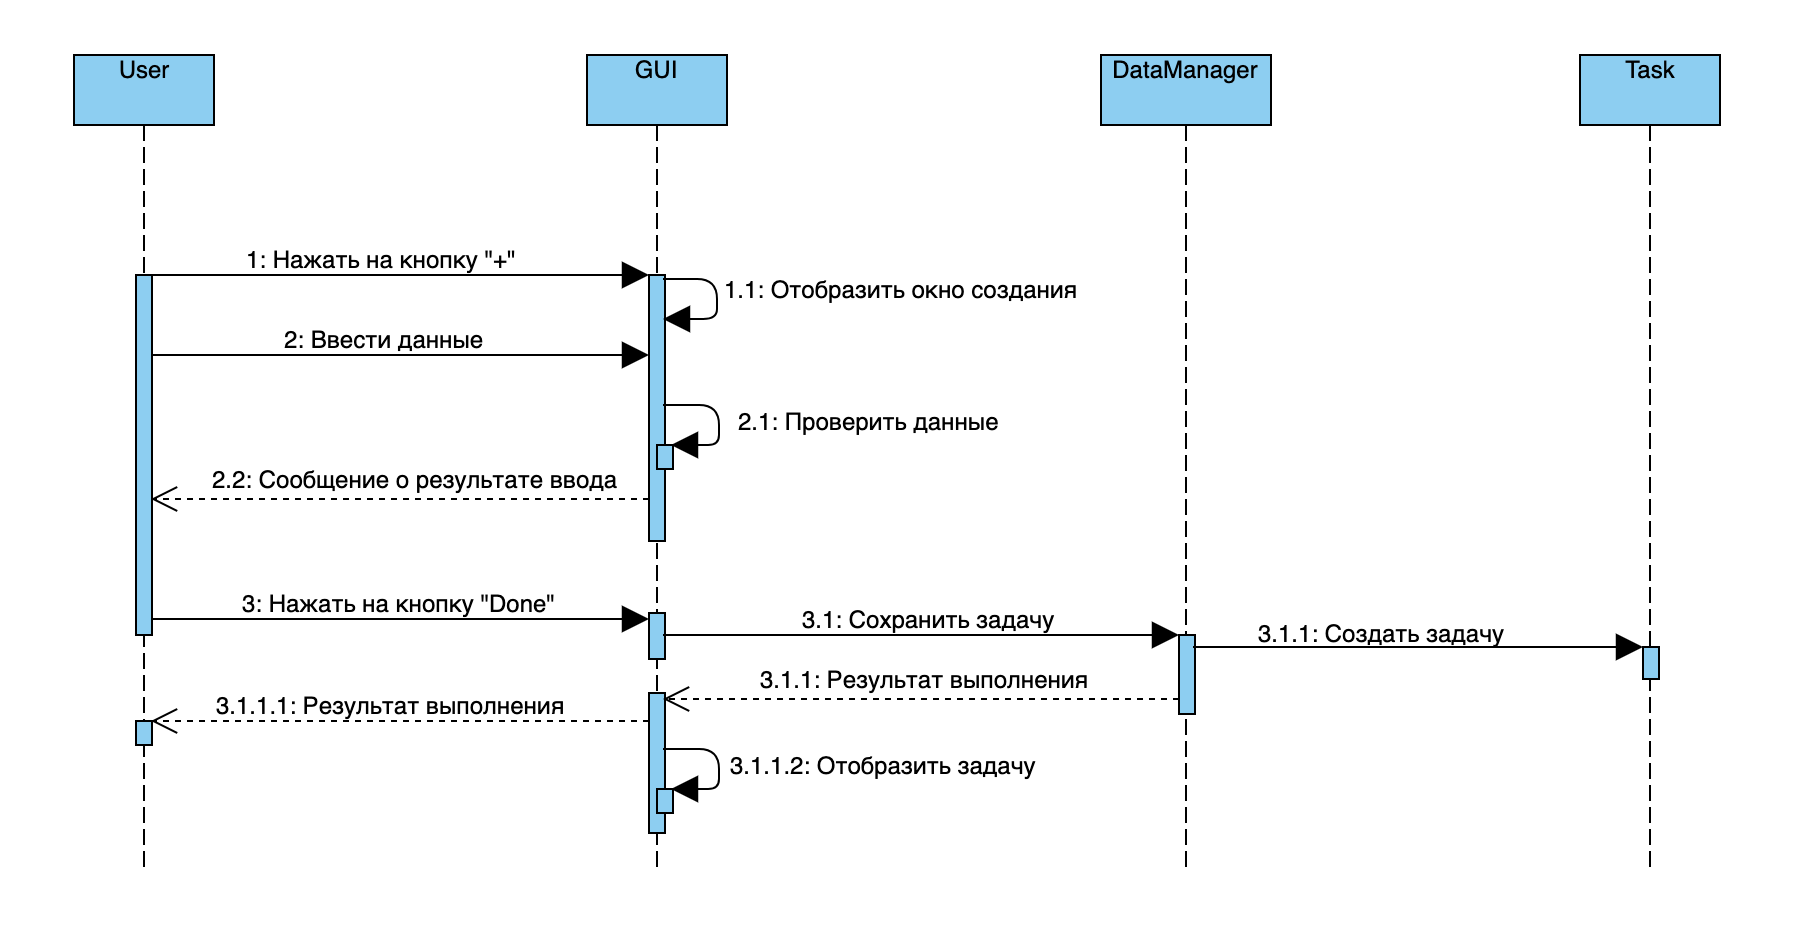 User
GUI
DataManager
Task
1: Нажать на кнопку "+"
1.1: Отобразить окно создания
2: Ввести данные
2.1: Проверить данные
2.2: Сообщение о результате ввода
3: Нажать на кнопку "Done"
3.1: Сохранить задачу
3.1.1: Создать задачу
3.1.1: Результат выполнения
3.1.1.1: Результат выполнения
3.1.1.2: Отобразить задачу